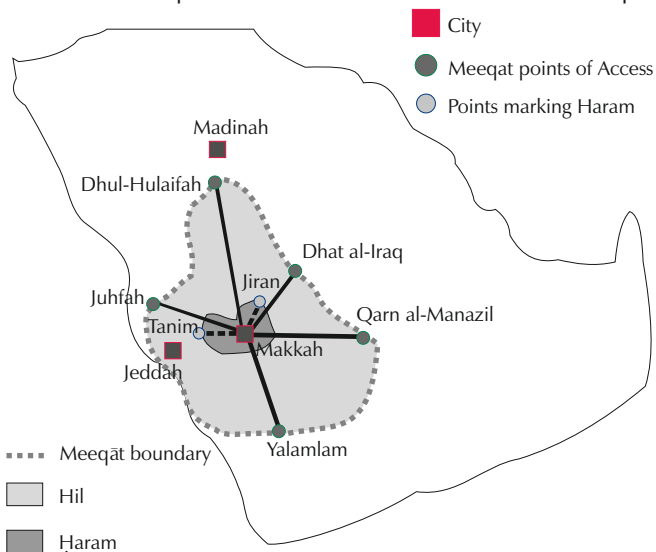 City
Meeqat points of Access
Points marking Haram
Madinah
Dhul-Hulaifah
Dhat al-Iraq
Jiran
Juhfah
Qarn al-Manazil
Tanim
Makkah
Jeddah
Yalamlam
Meeqāt boundary
Hil
Haram